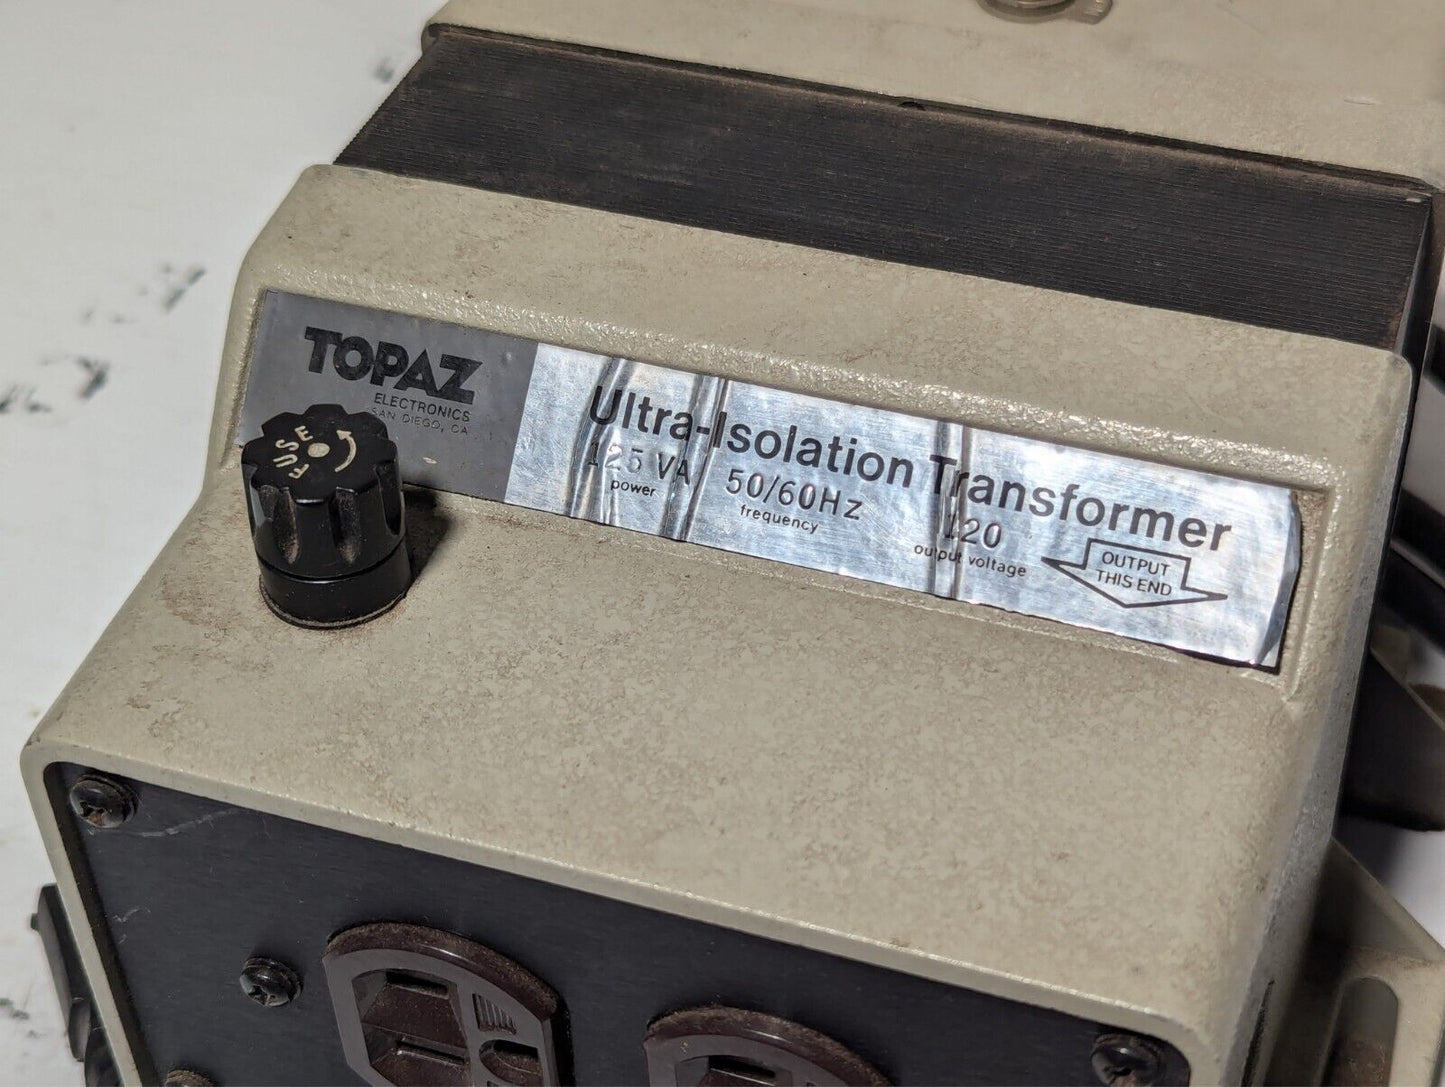 TOPAZ
ELECTRONICS
SAN DIEGO, CA
FUSE
Ultra-Isolation Transformer
125 VA 50/60Hz 120
power frequency output voltage
OUTPUT
THIS END